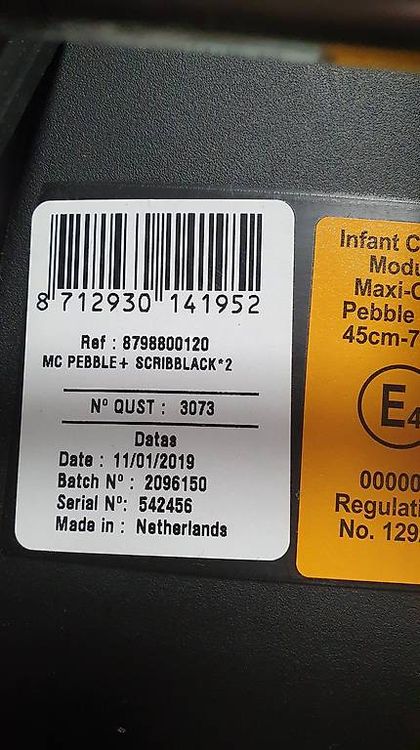 8 712930 141952
Ref : 8798800120
MC PEBBLE+ SCRIBBLACK*2
Nº QUST : 3073
Datas
Date : 11/01/2019
Batch Nº : 2096150
Serial Nº: 542456
Made in : Netherlands
Infant C
Modu
Maxi-C
Pebble
45cm-7
E4
00000
Regulati
No. 129